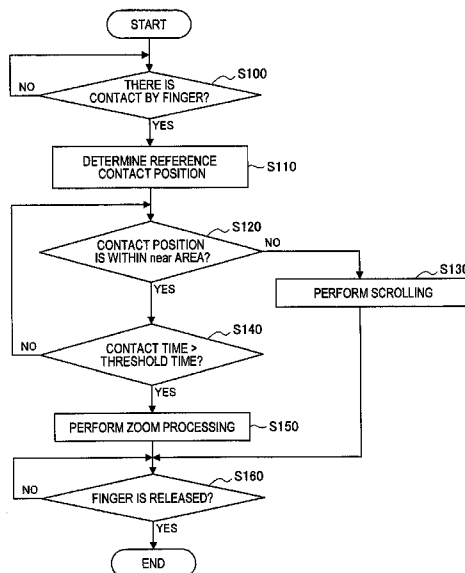 START
S100
THERE IS
CONTACT BY FINGER?
NO
YES
S110
DETERMINE REFERENCE
CONTACT POSITION
S120
CONTACT POSITION
IS WITHIN near AREA?
NO
YES
S130
PERFORM SCROLLING
S140
CONTACT TIME >
THRESHOLD TIME?
NO
YES
PERFORM ZOOM PROCESSING
S150
S160
FINGER IS RELEASED?
NO
YES
END